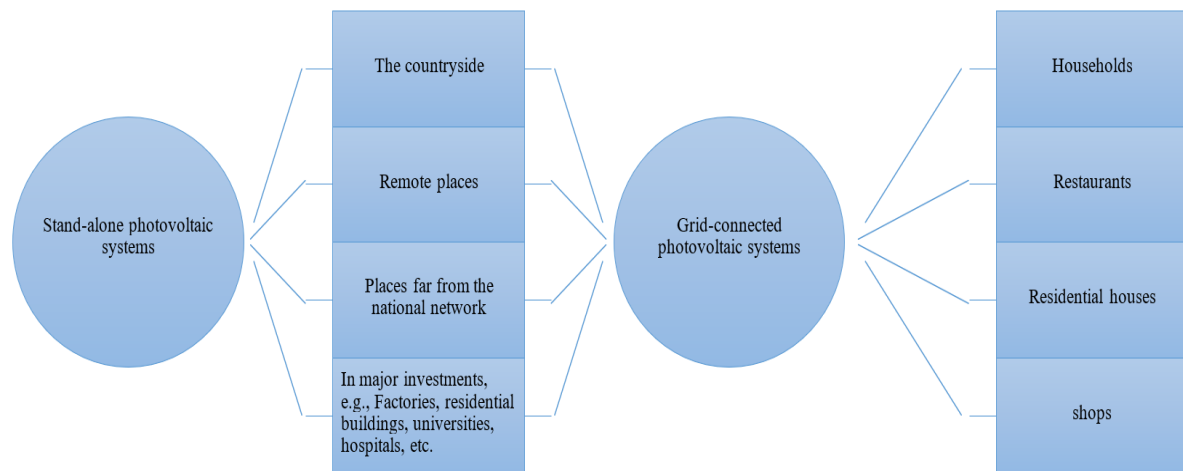 Stand-alone photovoltaic
systems
The countryside
Remote places
Places far from the
national network
In major investments,
e.g., Factories, residential
buildings, universities,
hospitals, etc.
Grid-connected
photovoltaic systems
Households
Restaurants
Residential houses
shops